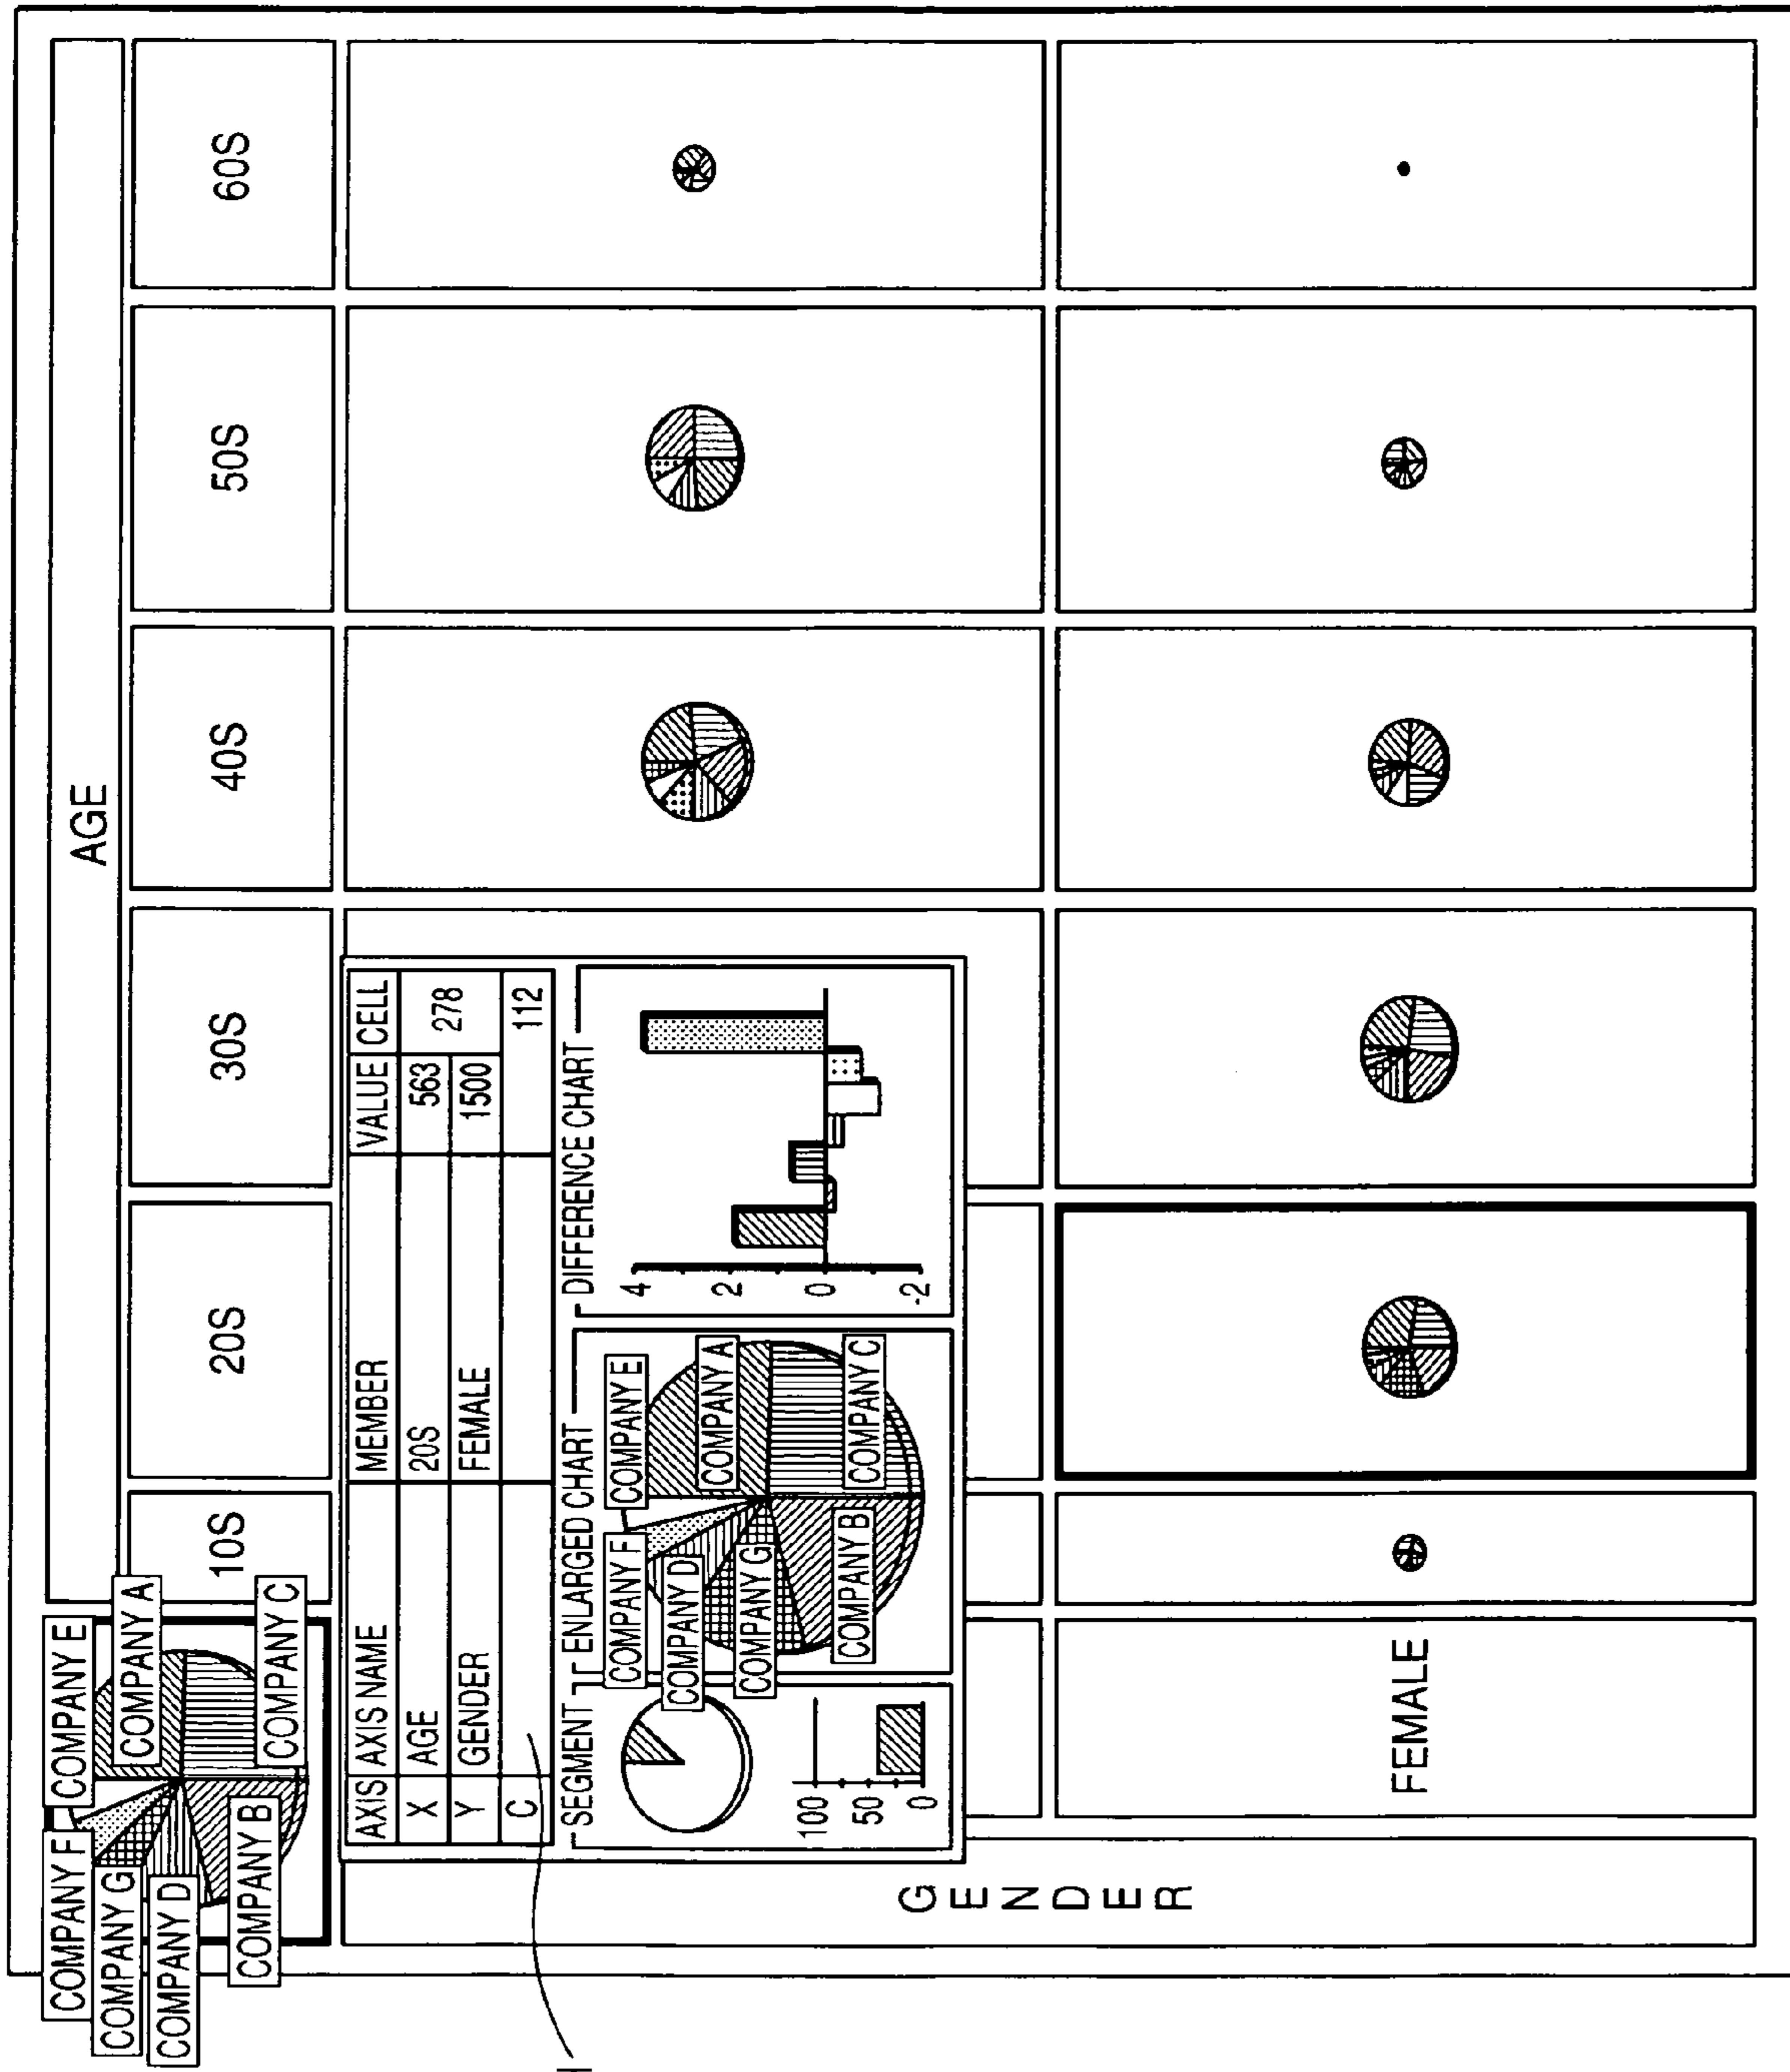 AGE
COMPANY E
COMPANY A
COMPANY C
COMPANY F
COMPANY G
COMPANY D
COMPANY B
10S 20S 30S 40S 50S 60S
AXIS AXIS NAME MEMBER VALUE CELL
X AGE 20S 563 278
Y GENDER FEMALE 1500
C 112
SEGMENT
100
50
0
ENLARGED CHART
COMPANY E
COMPANY A
COMPANY C
COMPANY F
COMPANY D
COMPANY G
COMPANY B
DIFFERENCE CHART
4
2
0
-2
GENDER
FEMALE